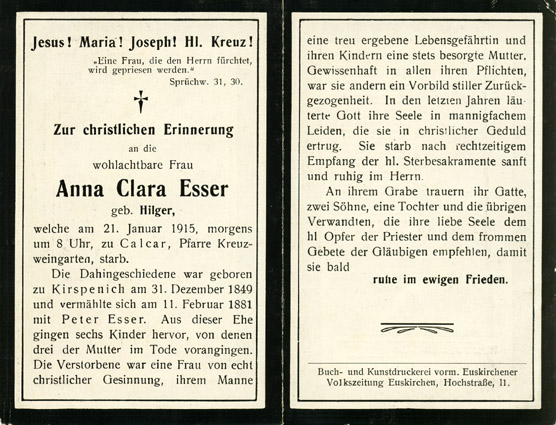 Jesus! Maria! Joseph! Hl. Kreuz!
„Eine Frau, die den Herrn fürchtet,
wird gepriesen werden."
Sprüchw. 31, 30.
Zur christlichen Erinnerung
an die
wohlachtbare Frau
Anna Clara Esser
geb. Hilger,
welche am 21. Januar 1915, morgens
um 8 Uhr, zu Calcar, Pfarre Kreuz-
weingarten, starb.
Die Dahingeschiedene war geboren
zu Kirspenich am 31. Dezember 1849
und vermählte sich am 11. Februar 1881
mit Peter Esser. Aus dieser Ehe
gingen sechs Kinder hervor, von denen
drei der Mutter im Tode vorangingen.
Die Verstorbene war eine Frau von echt
christlicher Gesinnung, ihrem Manne
eine treu ergebene Lebensgefährtin und
ihren Kindern eine stets besorgte Mutter.
Gewissenhaft in allen ihren Pflichten,
war sie andern ein Vorbild stiller Zurück-
gezogenheit. In den letzten Jahren läu-
terte Gott ihre Seele in mannigfachem
Leiden, die sie in christlicher Geduld
ertrug. Sie starb nach rechtzeitigem
Empfang der hl. Sterbesakramente sanft
und ruhig im Herrn.
An ihrem Grabe trauern ihr Gatte,
zwei Söhne, eine Tochter und die übrigen
Verwandten, die ihre liebe Seele dem
hl Opfer der Priester und dem frommen
Gebete der Gläubigen empfehlen, damit
sie bald
ruhe im ewigen Frieden.
Buch- und Kunstdruckerei vorm. Euskirchener
Volkszeitung Euskirchen, Hochstraße, 11.